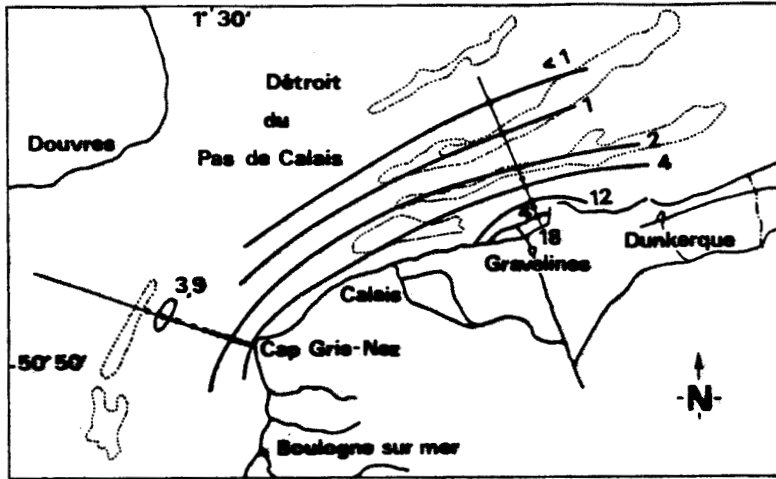 1° 30'
Détroit
du
Pas de Calais
Douvres
< 1
1
2
4
12
4
18
Gravelines
Dunkerque
Calais
3,9
Cap Gris-Nez
50° 50'
Boulogne sur mer
-N-